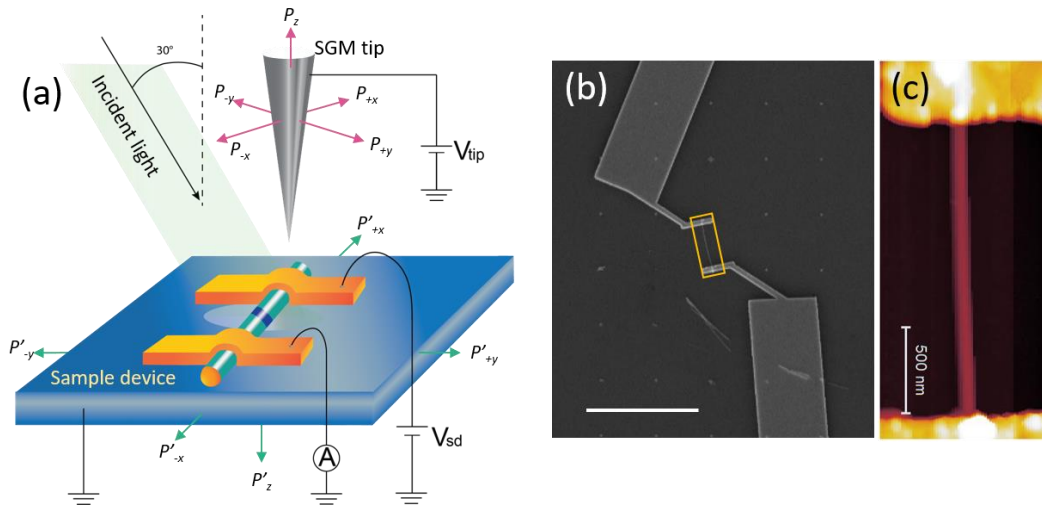 (a)
30°
Incident light
P_z
SGM tip
P_-y
P_+x
P_-x
P_+y
V_tip
P'_+x
P'_-y
P'_+y
Sample device
P'_-x
P'_z
A
V_sd
(b)
(c)
500 nm